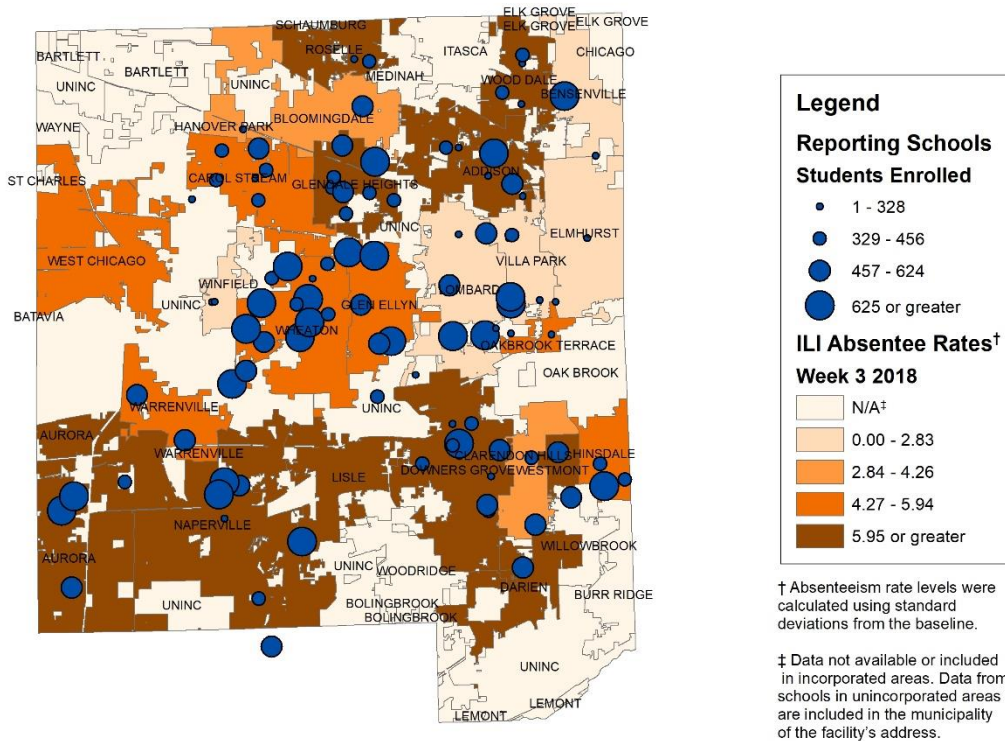 ELK GROVE
ELK GROVE
ELK GROVE
SCHAUMBURG
ROSELLE
ITASCA
CHICAGO
BARTLETT
BARTLETT
MEDINAH
UNINC
WOOD DALE
BENSENVILLE
WAYNE
HANOVER PARK
BLOOMINGDALE
ST CHARLES
CAROL STREAM
GLENDALE HEIGHTS
ADDISON
UNINC
ELMHURST
WEST CHICAGO
VILLA PARK
WINFIELD
LOMBARD
UNINC
GLEN ELLYN
BATAVIA
WHEATON
OAKBROOK TERRACE
OAK BROOK
WARRENVILLE
UNINC
AURORA
WARRENVILLE
CLARENDON HILLS
HINSDALE
LISLE
DOWNERS GROVE
WESTMONT
NAPERVILLE
AURORA
WILLOWBROOK
UNINC
WOODRIDGE
DARIEN
UNINC
BOLINGBROOK
BOLINGBROOK
BURR RIDGE
UNINC
LEMONT
LEMONT
Legend
Reporting Schools
Students Enrolled
1 - 328
329 - 456
457 - 624
625 or greater
ILI Absentee Rates†
Week 3 2018
N/A‡
0.00 - 2.83
2.84 - 4.26
4.27 - 5.94
5.95 or greater
† Absenteeism rate levels were
calculated using standard
deviations from the baseline.
‡ Data not available or included
in incorporated areas. Data from
schools in unincorporated areas
are included in the municipality
of the facility's address.